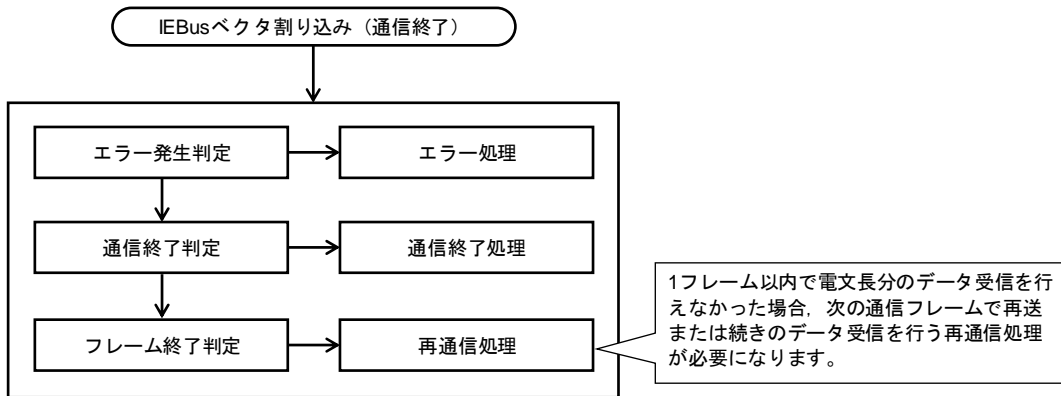 IEBusベクタ割り込み（通信終了）
エラー発生判定
エラー処理
通信終了判定
通信終了処理
フレーム終了判定
再通信処理
1フレーム以内で電文長分のデータ受信を行
えなかった場合，次の通信フレームで再送
または続きのデータ受信を行う再通信処理
が必要になります。